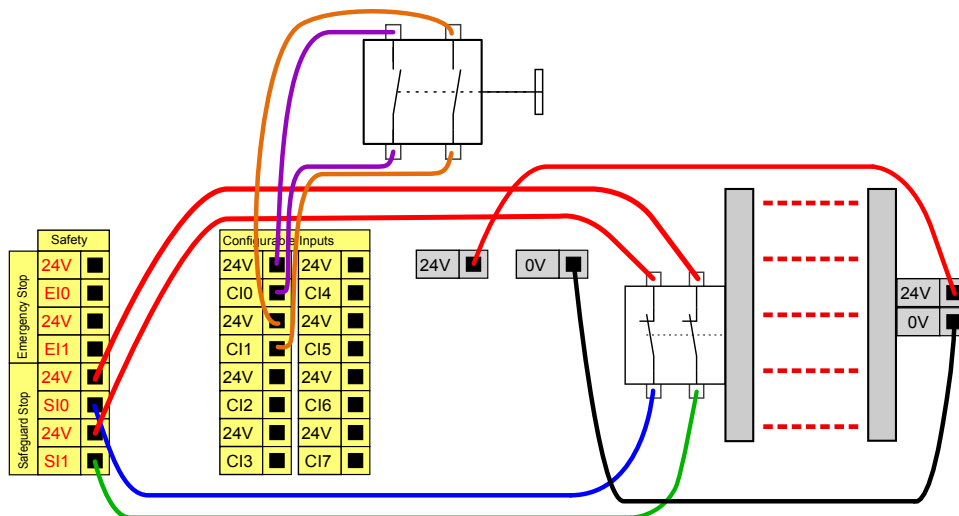 Safety
Emergency Stop
24V
EI0
24V
EI1
Safeguard Stop
24V
SI0
24V
SI1
Configurable Inputs
24V 24V
CI0 CI4
24V 24V
CI1 CI5
24V 24V
CI2 CI6
24V 24V
CI3 CI7
24V
0V
24V
0V